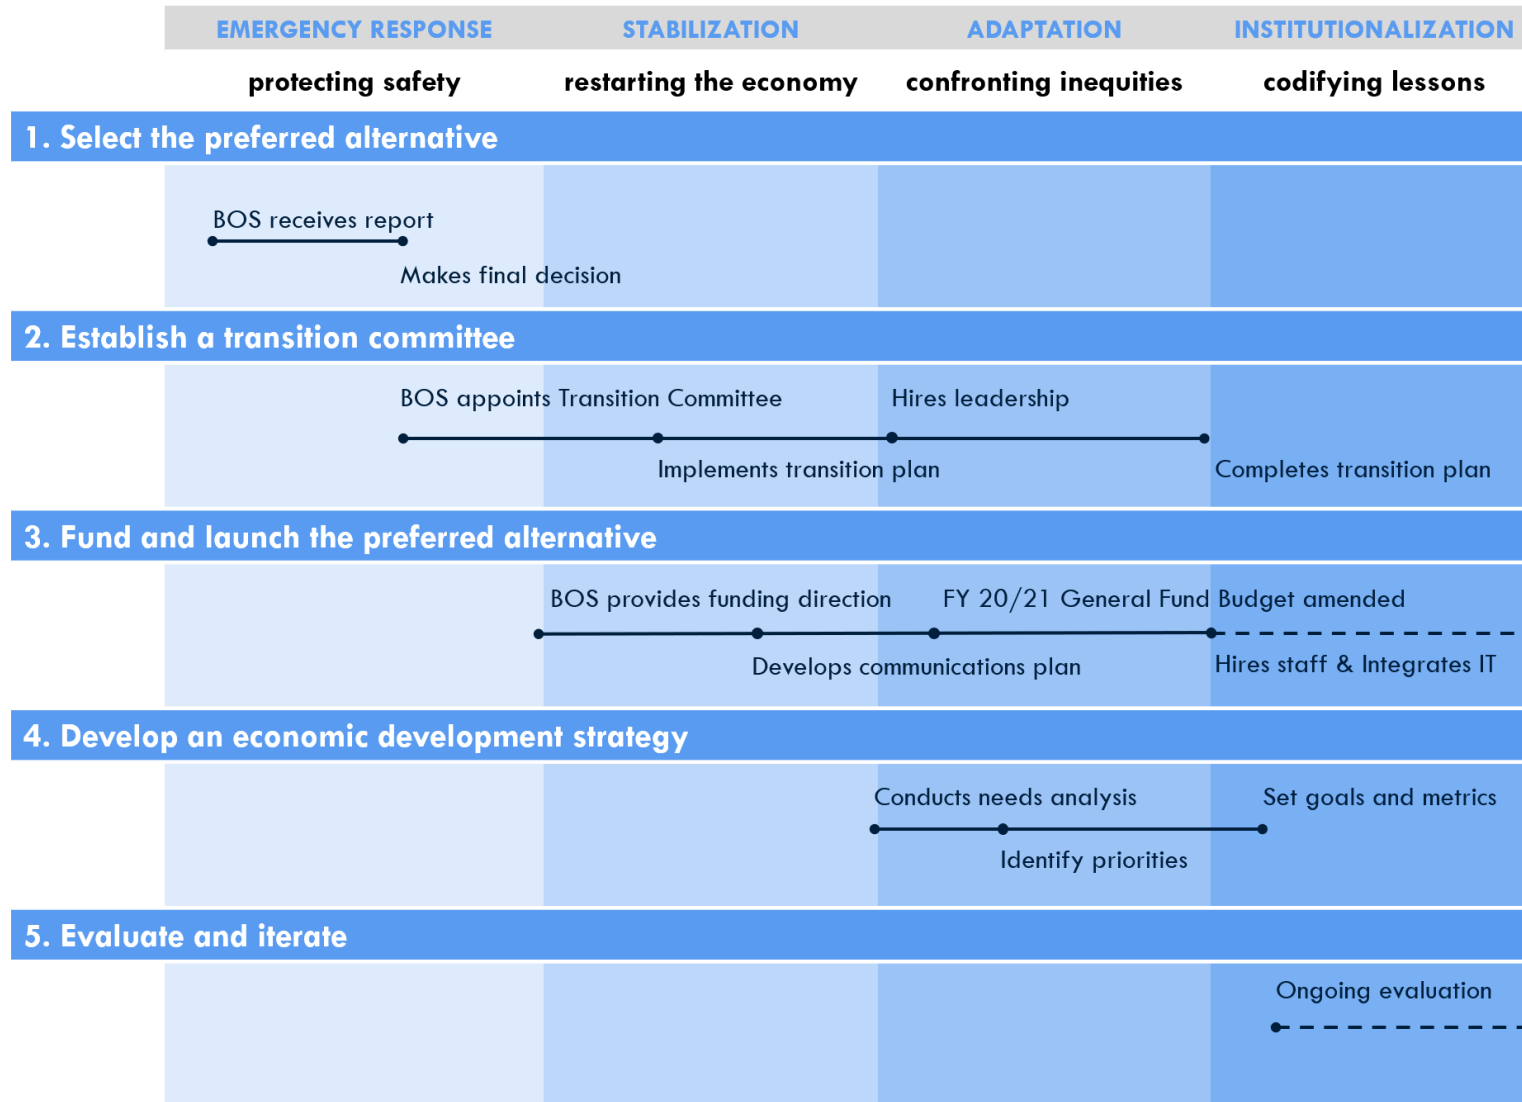 EMERGENCY RESPONSE STABILIZATION ADAPTATION INSTITUTIONALIZATION
protecting safety restarting the economy confronting inequities codifying lessons
1. Select the preferred alternative
BOS receives report
Makes final decision
2. Establish a transition committee
BOS appoints Transition Committee Hires leadership
Implements transition plan Completes transition plan
3. Fund and launch the preferred alternative
BOS provides funding direction FY 20/21 General Fund Budget amended
Develops communications plan Hires staff & Integrates IT
4. Develop an economic development strategy
Conducts needs analysis Set goals and metrics
Identify priorities
5. Evaluate and iterate
Ongoing evaluation